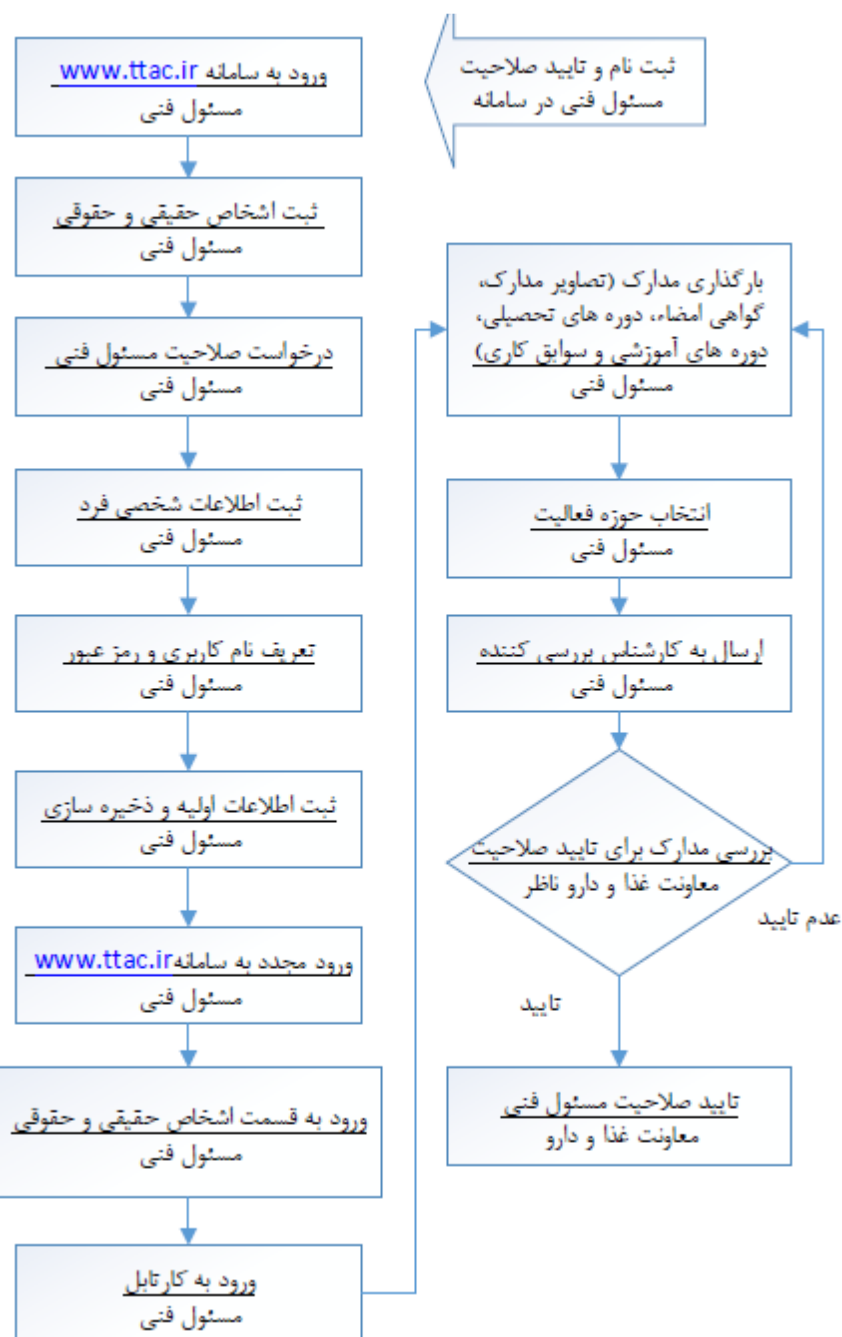 ثبت نام و تایید صلاحیت
مسئول فنی در سامانه
ورود به سامانه www.ttac.ir
مسئول فنی
ثبت اشخاص حقیقی و حقوقی
مسئول فنی
درخواست صلاحیت مسئول فنی
مسئول فنی
ثبت اطلاعات شخصی فرد
مسئول فنی
تعریف نام کاربری و رمز عبور
مسئول فنی
ثبت اطلاعات اولیه و ذخیره سازی
مسئول فنی
ورود مجدد به سامانهwww.ttac.ir
مسئول فنی
ورود به قسمت اشخاص حقیقی و حقوقی
مسئول فنی
ورود به کارتابل
مسئول فنی
بارگذاری مدارک (تصاویر مدارک،
گواهی امضاء، دوره های تحصیلی،
دوره های آموزشی و سوابق کاری)
مسئول فنی
انتخاب حوزه فعالیت
مسئول فنی
ارسال به کارشناس بررسی کننده
مسئول فنی
بررسی مدارک برای تایید صلاحیت
معاونت غذا و دارو ناظر
عدم تایید
تایید
تایید صلاحیت مسئول فنی
معاونت غذا و دارو